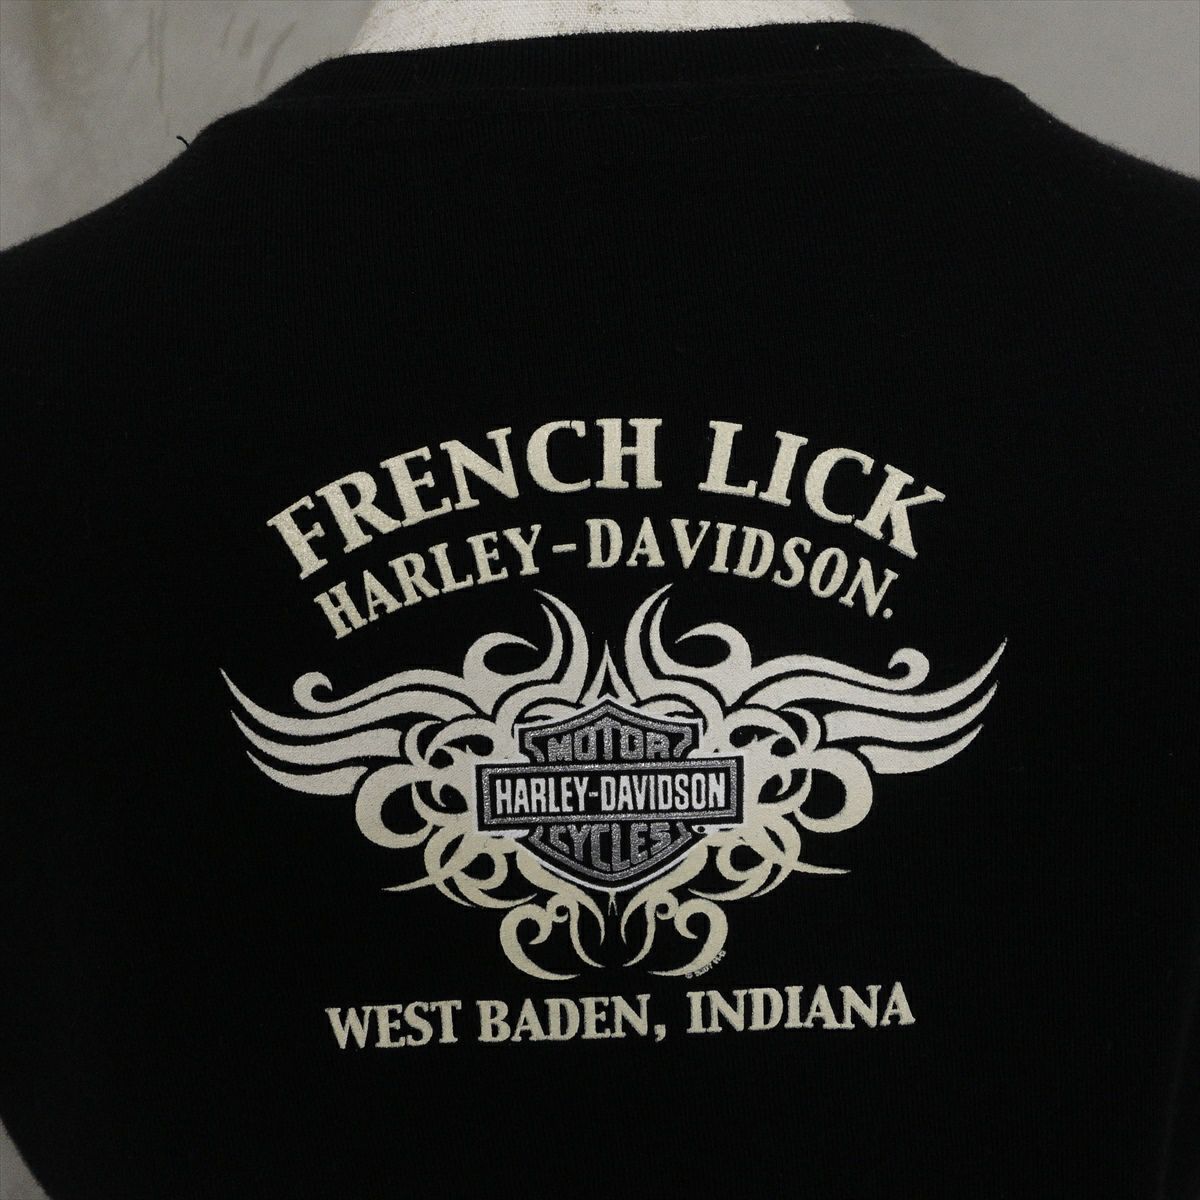 FRENCH LICK
HARLEY-DAVIDSON.
MOTOR
HARLEY-DAVIDSON
CYCLES
WEST BADEN, INDIANA